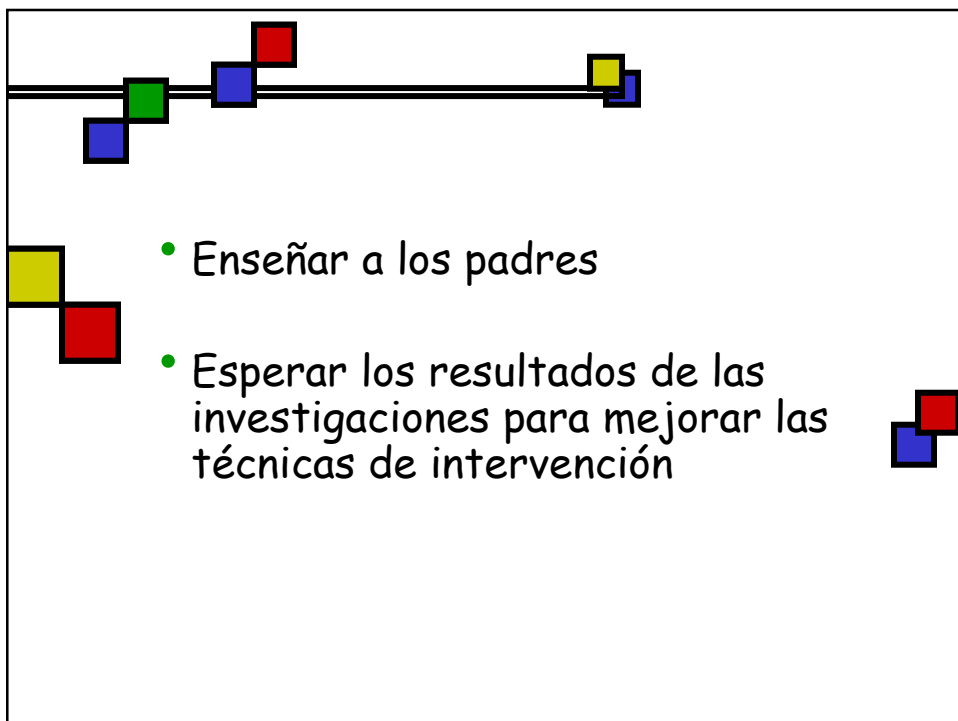 • Enseñar a los padres
• Esperar los resultados de las
investigaciones para mejorar las
técnicas de intervención